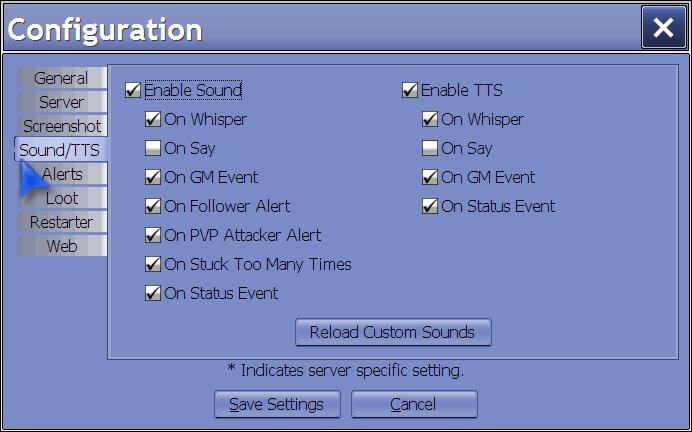 Configuration
General
Server
Screenshot
Sound/TTS
Alerts
Loot
Restarter
Web
Enable Sound
On Whisper
On Say
On GM Event
On Follower Alert
On PVP Attacker Alert
On Stuck Too Many Times
On Status Event
Enable TTS
On Whisper
On Say
On GM Event
On Status Event
Reload Custom Sounds
* Indicates server specific setting.
Save Settings
Cancel